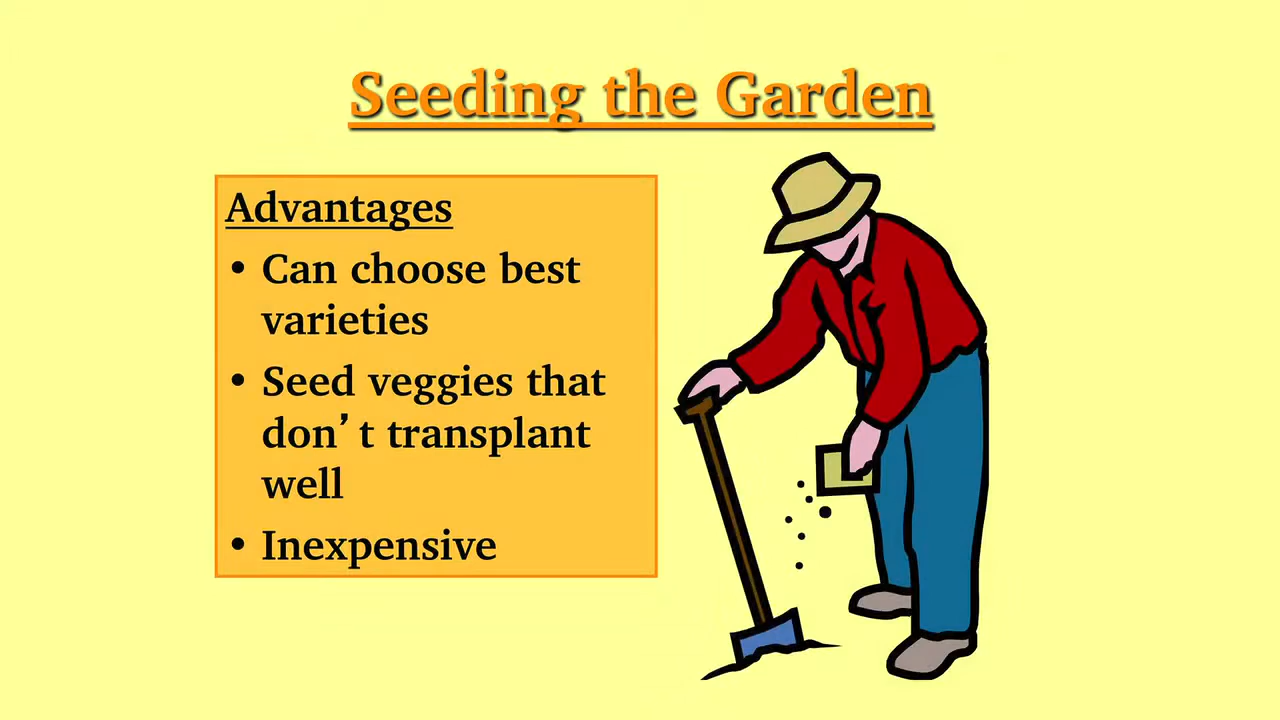 Seeding the Garden
Advantages
• Can choose best
varieties
• Seed veggies that
don’ t transplant
well
• Inexpensive